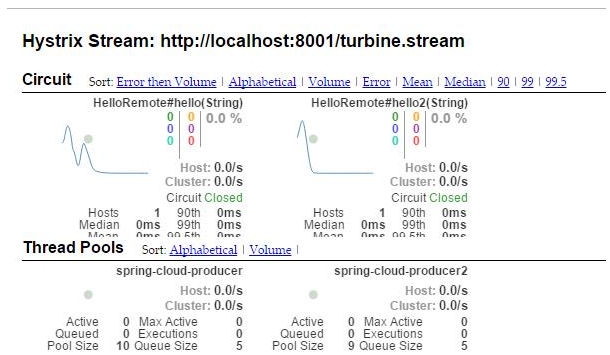 Hystrix Stream: http://localhost:8001/turbine.stream
Circuit Sort: Error then Volume | Alphabetical | Volume | Error | Mean | Median | 90 | 99 | 99.5
HelloRemote#hello(String) HelloRemote#hello2(String)
0 0 0.0 % 0 0 0.0 %
0 0 0 0
0 0 0 0
Host: 0.0/s Host: 0.0/s
Cluster: 0.0/s Cluster: 0.0/s
Circuit Closed Circuit Closed
Hosts 1 90th 0ms Hosts 1 90th 0ms
Median 0ms 99th 0ms Median 0ms 99th 0ms
Mean 0ms 99.5th 0ms Mean 0ms 99.5th 0ms
Thread Pools Sort: Alphabetical | Volume |
spring-cloud-producer spring-cloud-producer2
Host: 0.0/s Host: 0.0/s
Cluster: 0.0/s Cluster: 0.0/s
Active 0 Max Active 0 Active 0 Max Active 0
Queued 0 Executions 0 Queued 0 Executions 0
Pool Size 10 Queue Size 5 Pool Size 9 Queue Size 5